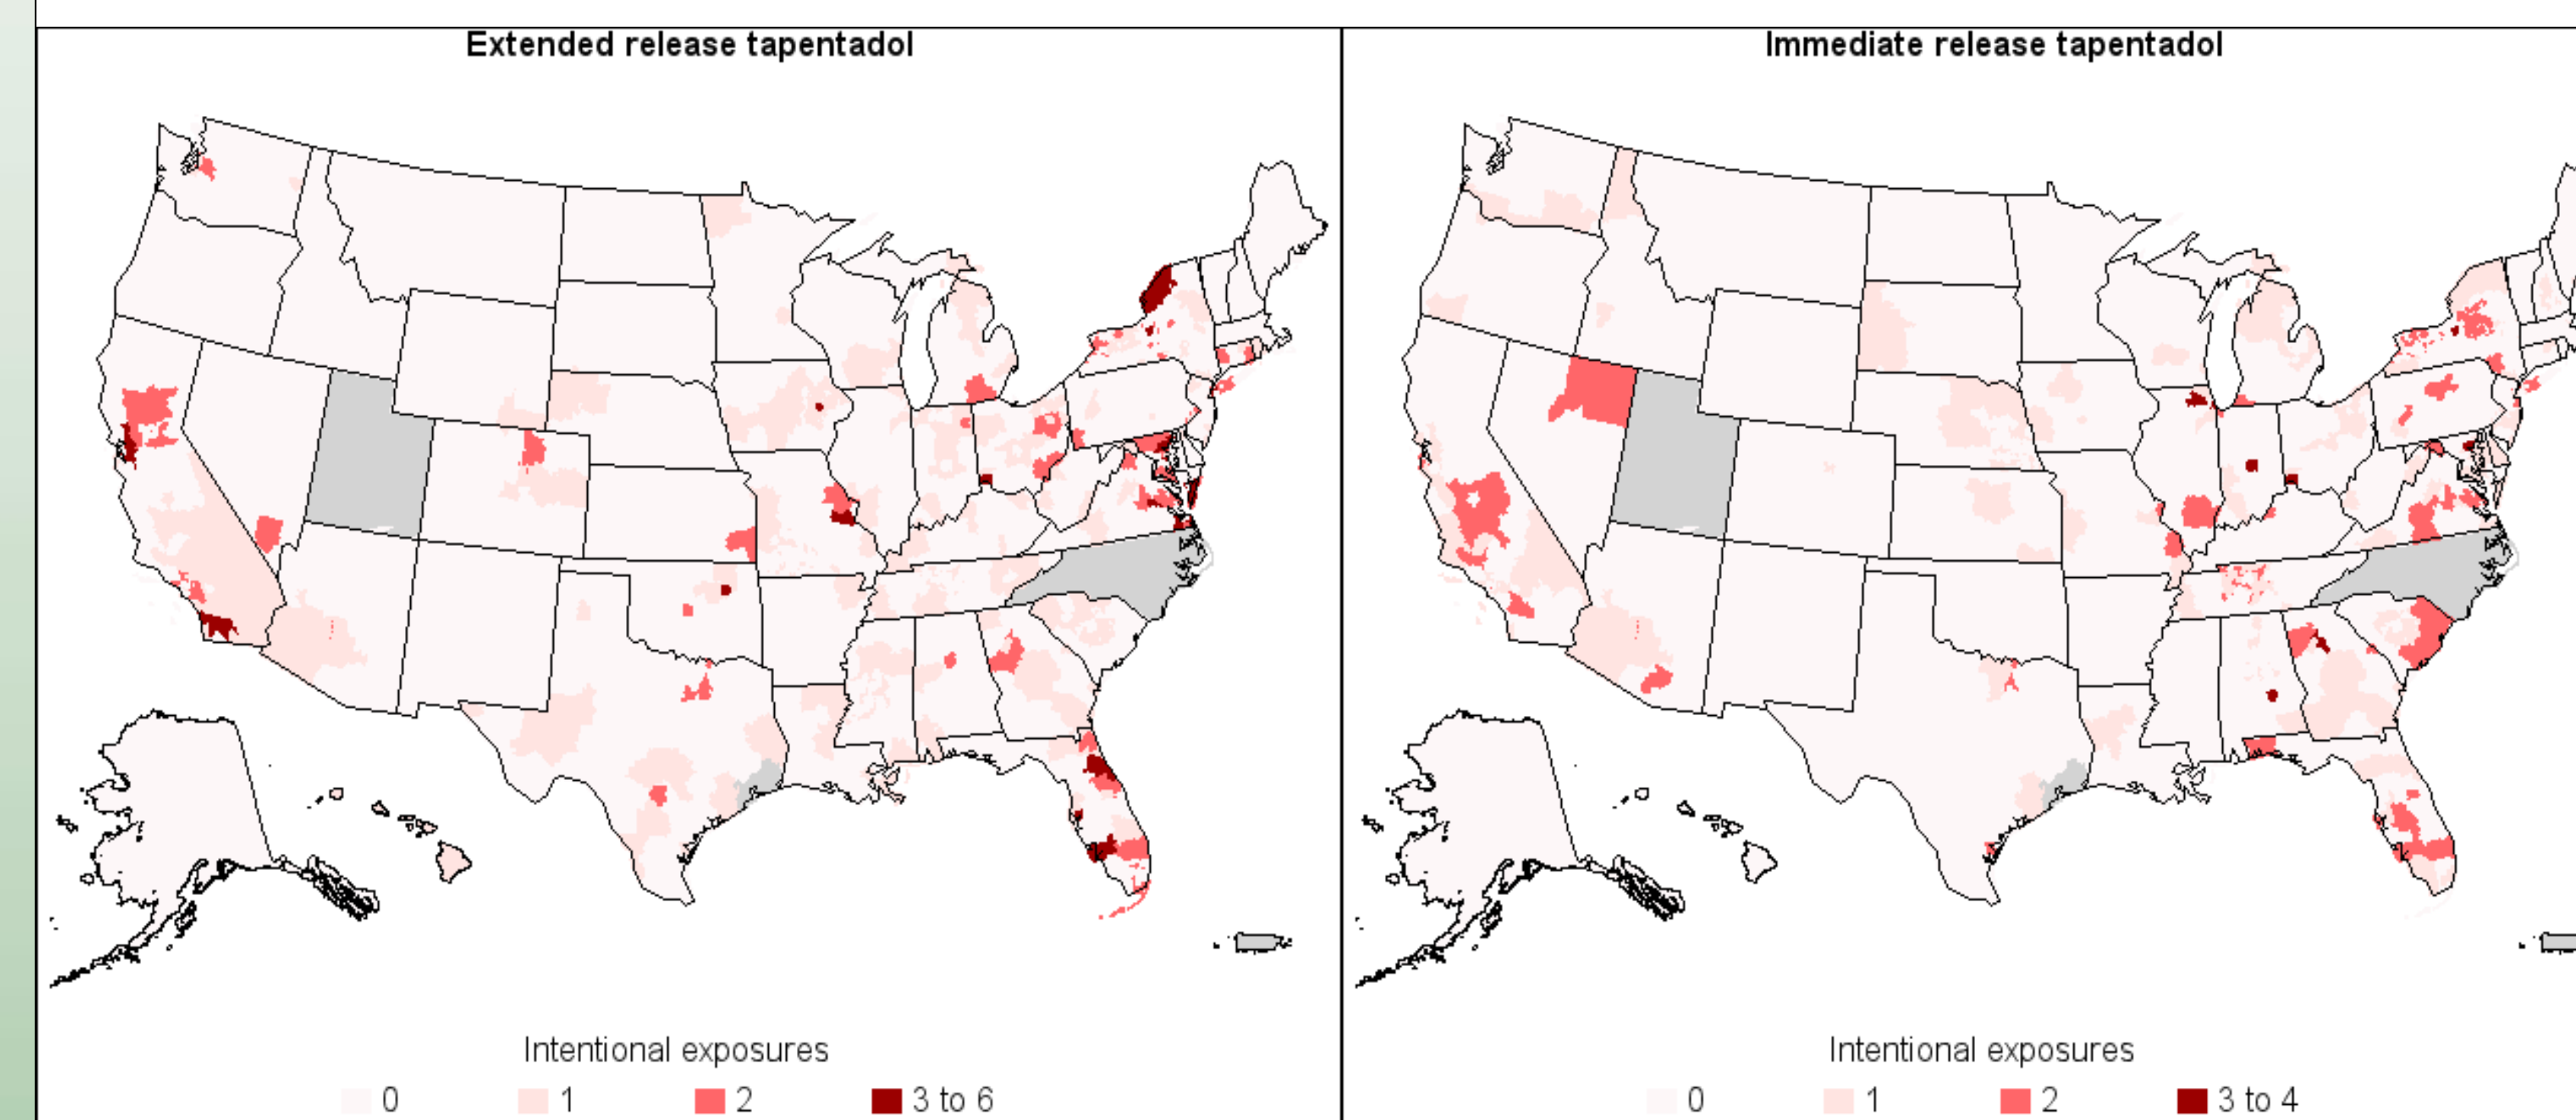 Extended release tapentadol
Immediate release tapentadol
Intentional exposures
0 1 2 3 to 6
Intentional exposures
0 1 2 3 to 4